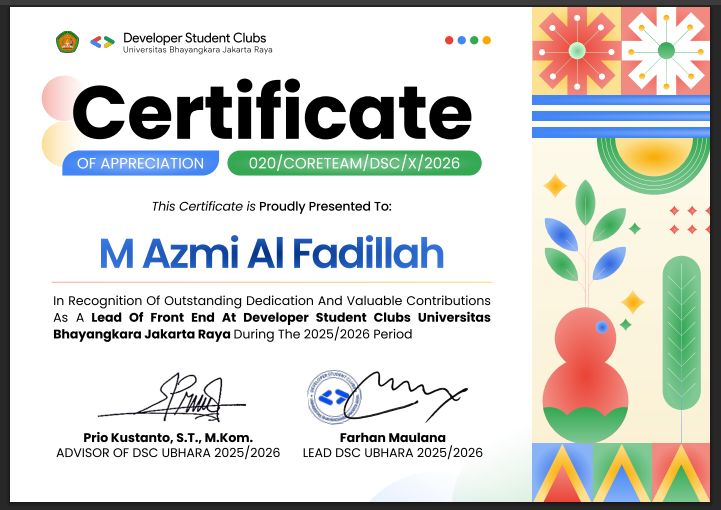 Developer Student Clubs
Universitas Bhayangkara Jakarta Raya
Certificate
OF APPRECIATION
020/CORETEAM/DSC/X/2026
This Certificate is Proudly Presented To:
M Azmi Al Fadillah
In Recognition Of Outstanding Dedication And Valuable Contributions
As A Lead Of Front End At Developer Student Clubs Universitas
Bhayangkara Jakarta Raya During The 2025/2026 Period
Prio Kustanto, S.T., M.Kom.
ADVISOR OF DSC UBHARA 2025/2026
Farhan Maulana
LEAD DSC UBHARA 2025/2026